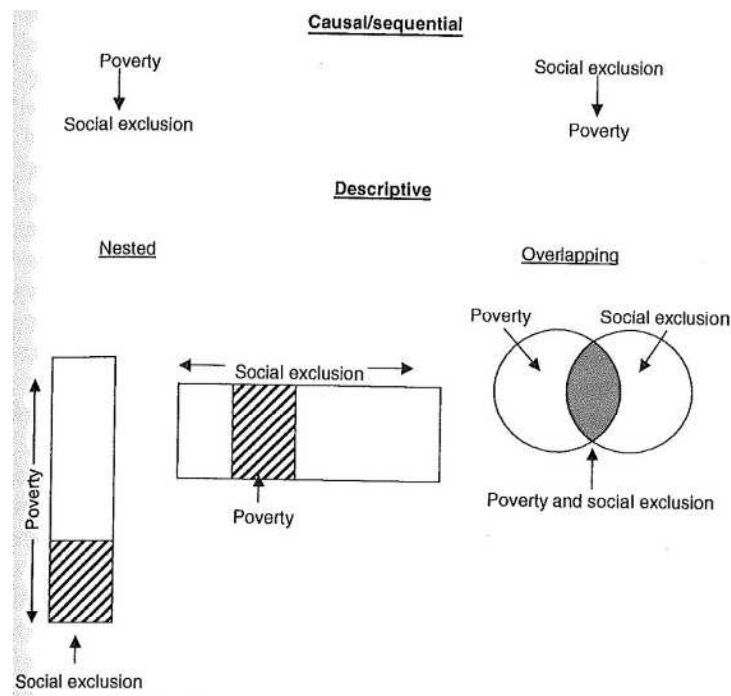 Causal/sequential
Poverty
Social exclusion
Social exclusion
Poverty
Descriptive
Nested
Overlapping
Poverty
Social exclusion
Social exclusion
Poverty
Poverty
Poverty and social exclusion
Social exclusion